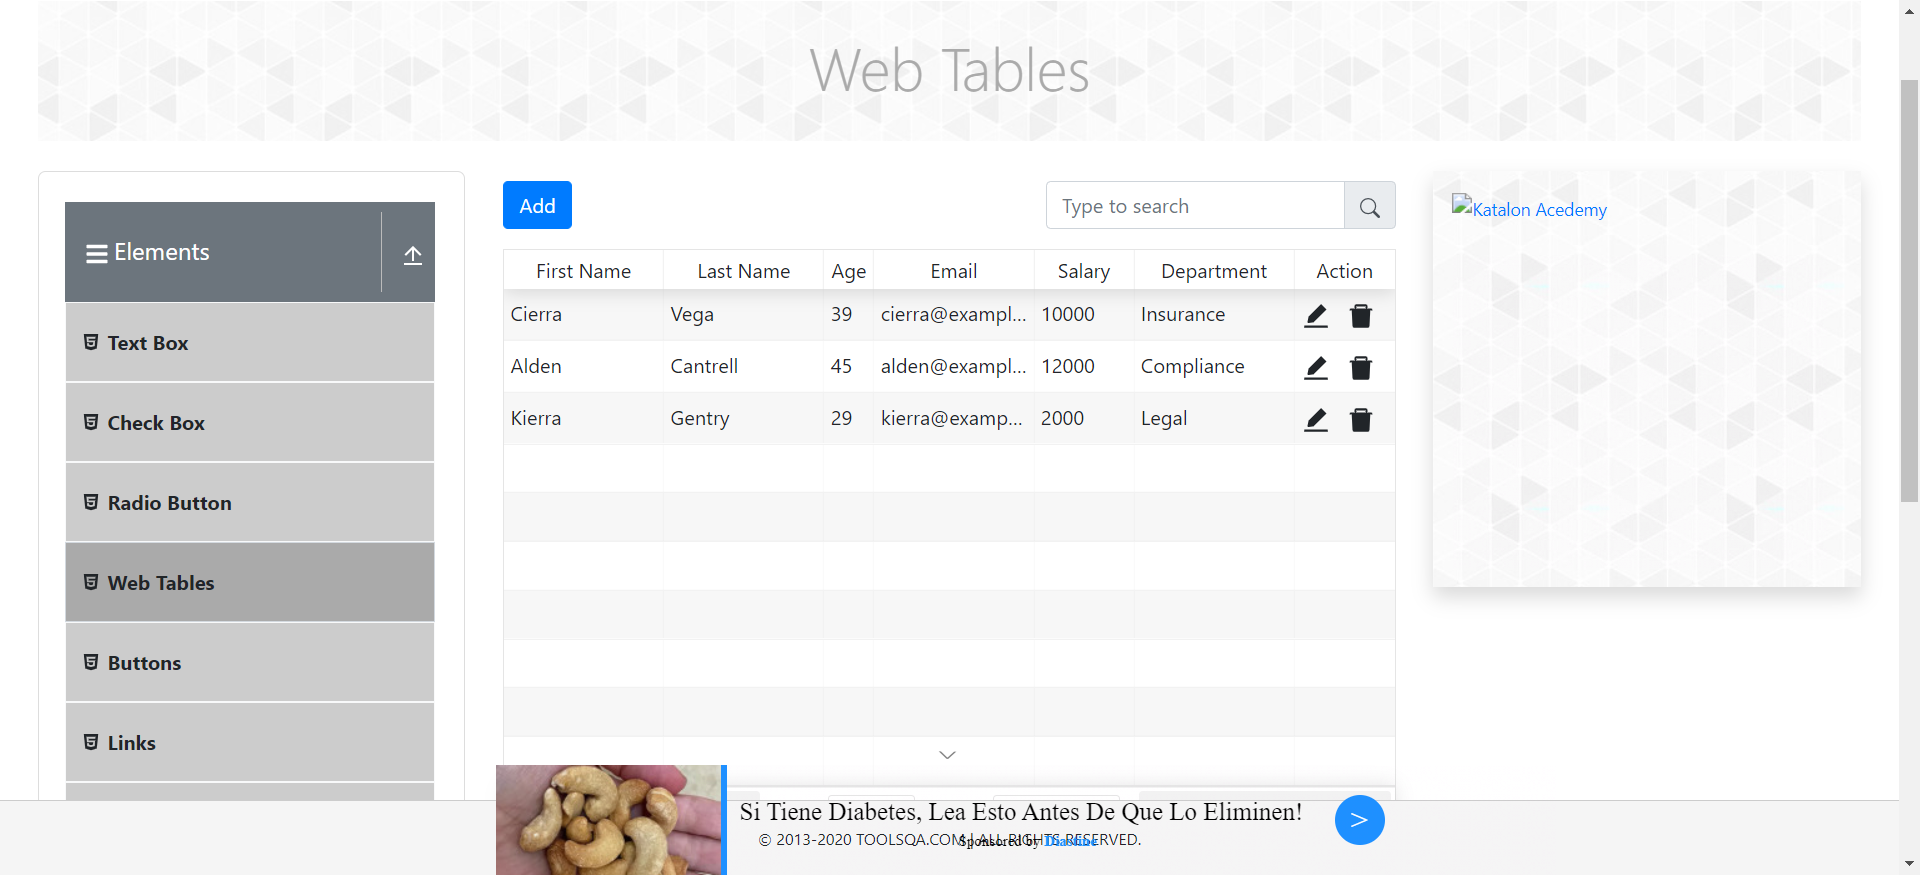 Web Tables
Elements
Text Box
Check Box
Radio Button
Web Tables
Buttons
Links
Add
Type to search
First Name Last Name Age Email Salary Department Action
Cierra Vega 39 cierra@exampl... 10000 Insurance
Alden Cantrell 45 alden@exampl... 12000 Compliance
Kierra Gentry 29 kierra@examp... 2000 Legal
Katalon Acedemy
Si Tiene Diabetes, Lea Esto Antes De Que Lo Eliminen!
© 2013-2020 TOOLSQA.COM | ALL RIGHTS RESERVED.
Sponsored by